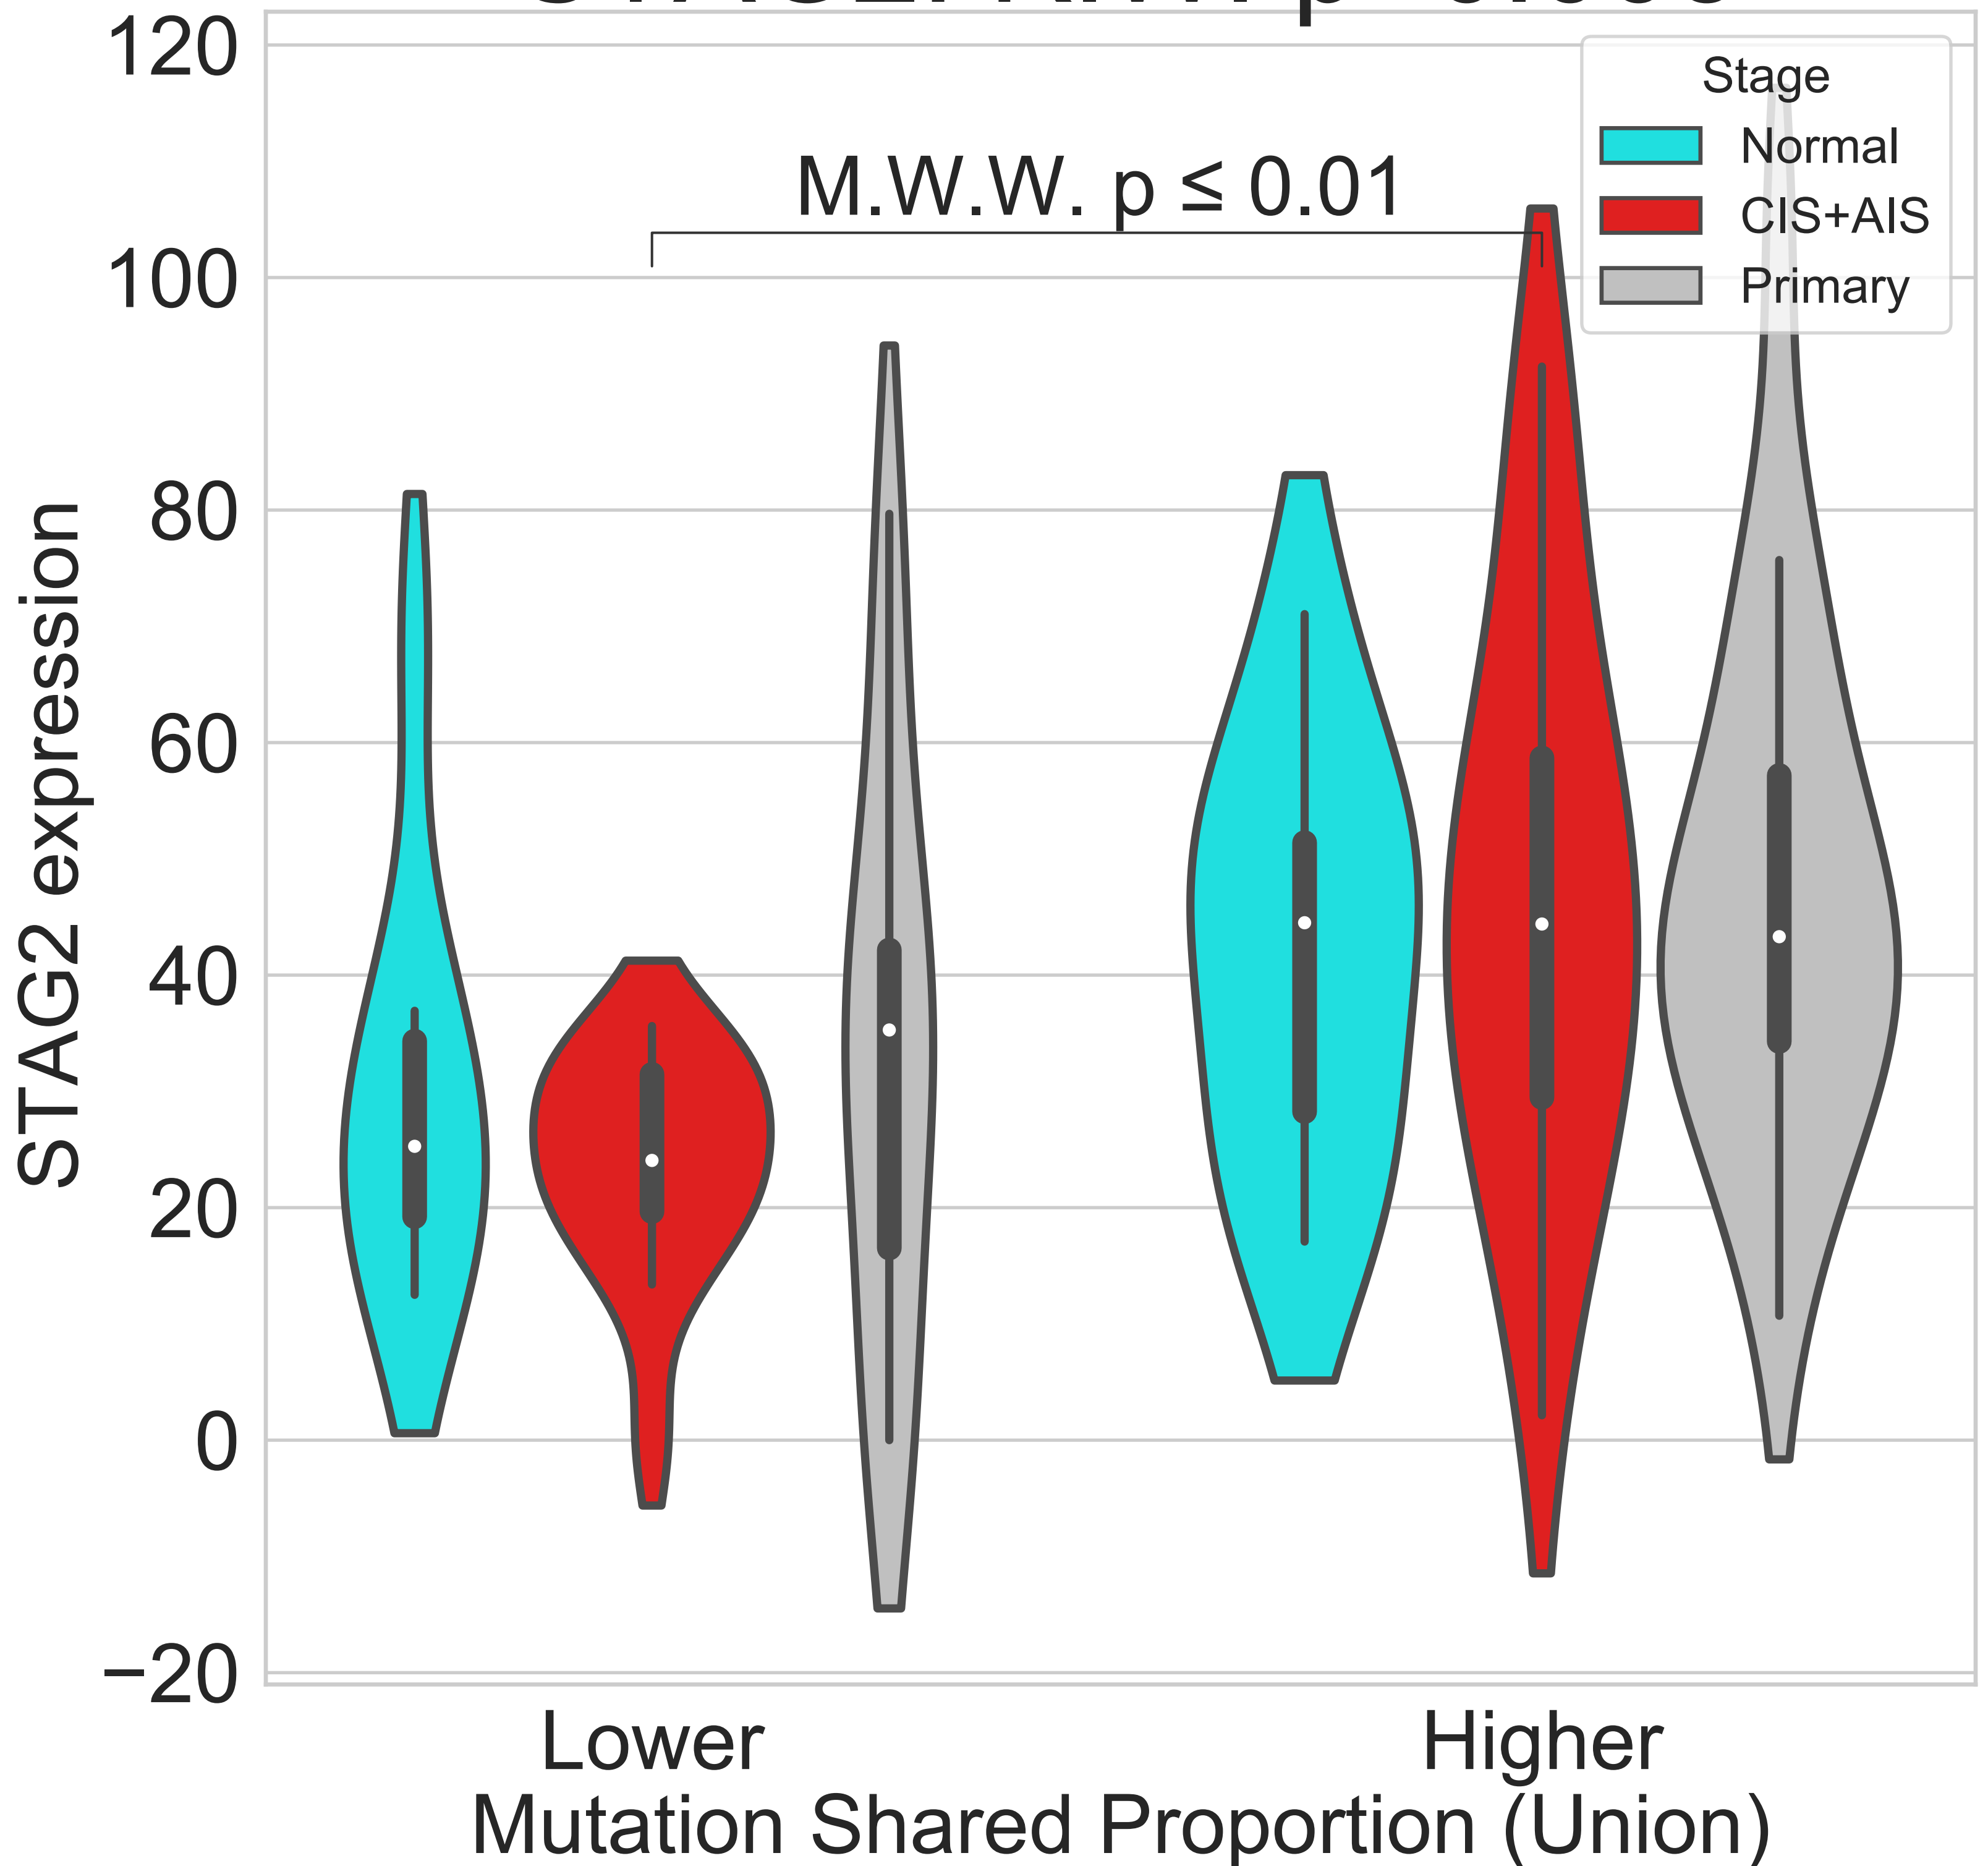 120
100
80
60
40
20
0
−20
STAG2 expression
M.W.W. p ≤ 0.01
Stage
Normal
CIS+AIS
Primary
Lower
Higher
Mutation Shared Proportion (Union)